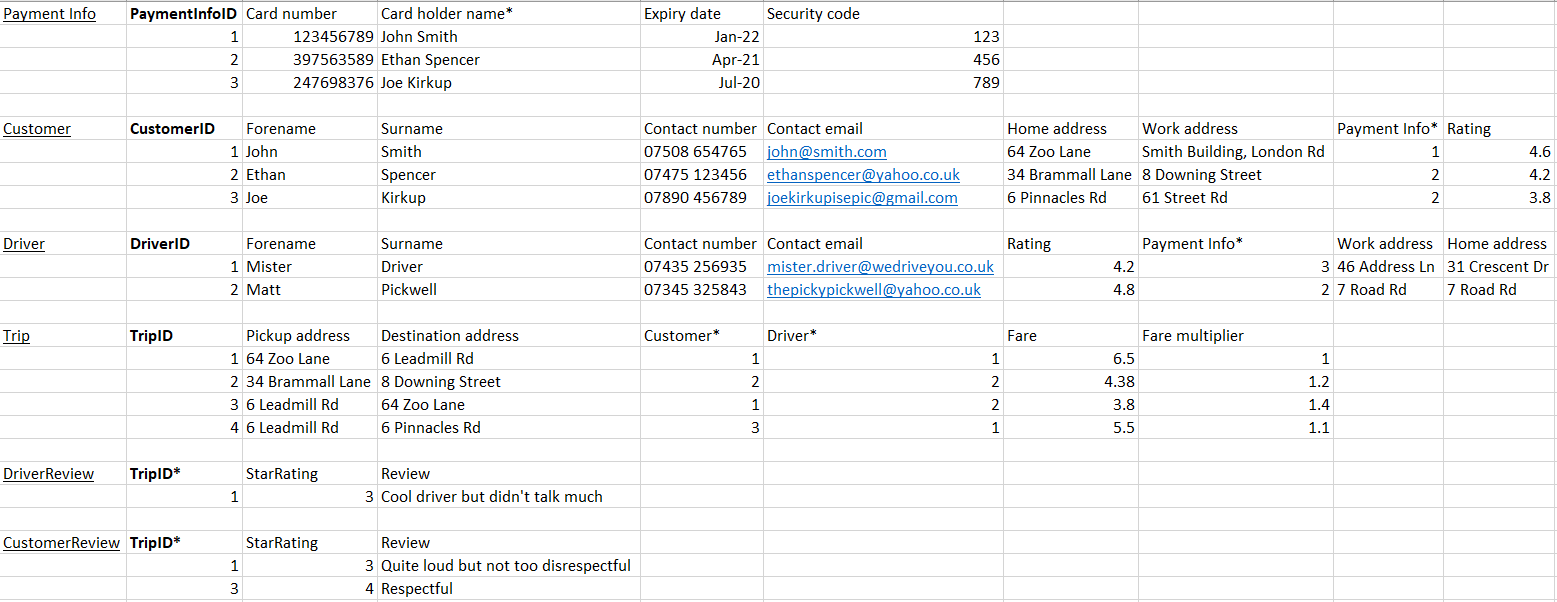 Payment Info PaymentInfoID Card number Card holder name* Expiry date Security code
1 123456789 John Smith Jan-22 123
2 397563589 Ethan Spencer Apr-21 456
3 247698376 Joe Kirkup Jul-20 789
Customer CustomerID Forename Surname Contact number Contact email Home address Work address Payment Info* Rating
1 John Smith 07508 654765 john@smith.com 64 Zoo Lane Smith Building, London Rd 1 4.6
2 Ethan Spencer 07475 123456 ethanspencer@yahoo.co.uk 34 Brammall Lane 8 Downing Street 2 4.2
3 Joe Kirkup 07890 456789 joekirkupisepic@gmail.com 6 Pinnacles Rd 61 Street Rd 2 3.8
Driver DriverID Forename Surname Contact number Contact email Rating Payment Info* Work address Home address
1 Mister Driver 07435 256935 mister.driver@wedriveyou.co.uk 4.2 3 46 Address Ln 31 Crescent Dr
2 Matt Pickwell 07345 325843 thepickypickwell@yahoo.co.uk 4.8 2 7 Road Rd 7 Road Rd
Trip TripID Pickup address Destination address Customer* Driver* Fare Fare multiplier
1 64 Zoo Lane 6 Leadmill Rd 1 1 6.5 1
2 34 Brammall Lane 8 Downing Street 2 2 4.38 1.2
3 6 Leadmill Rd 64 Zoo Lane 1 2 3.8 1.4
4 6 Leadmill Rd 6 Pinnacles Rd 3 1 5.5 1.1
DriverReview TripID* StarRating Review
1 3 Cool driver but didn't talk much
CustomerReview TripID* StarRating Review
1 3 Quite loud but not too disrespectful
3 4 Respectful